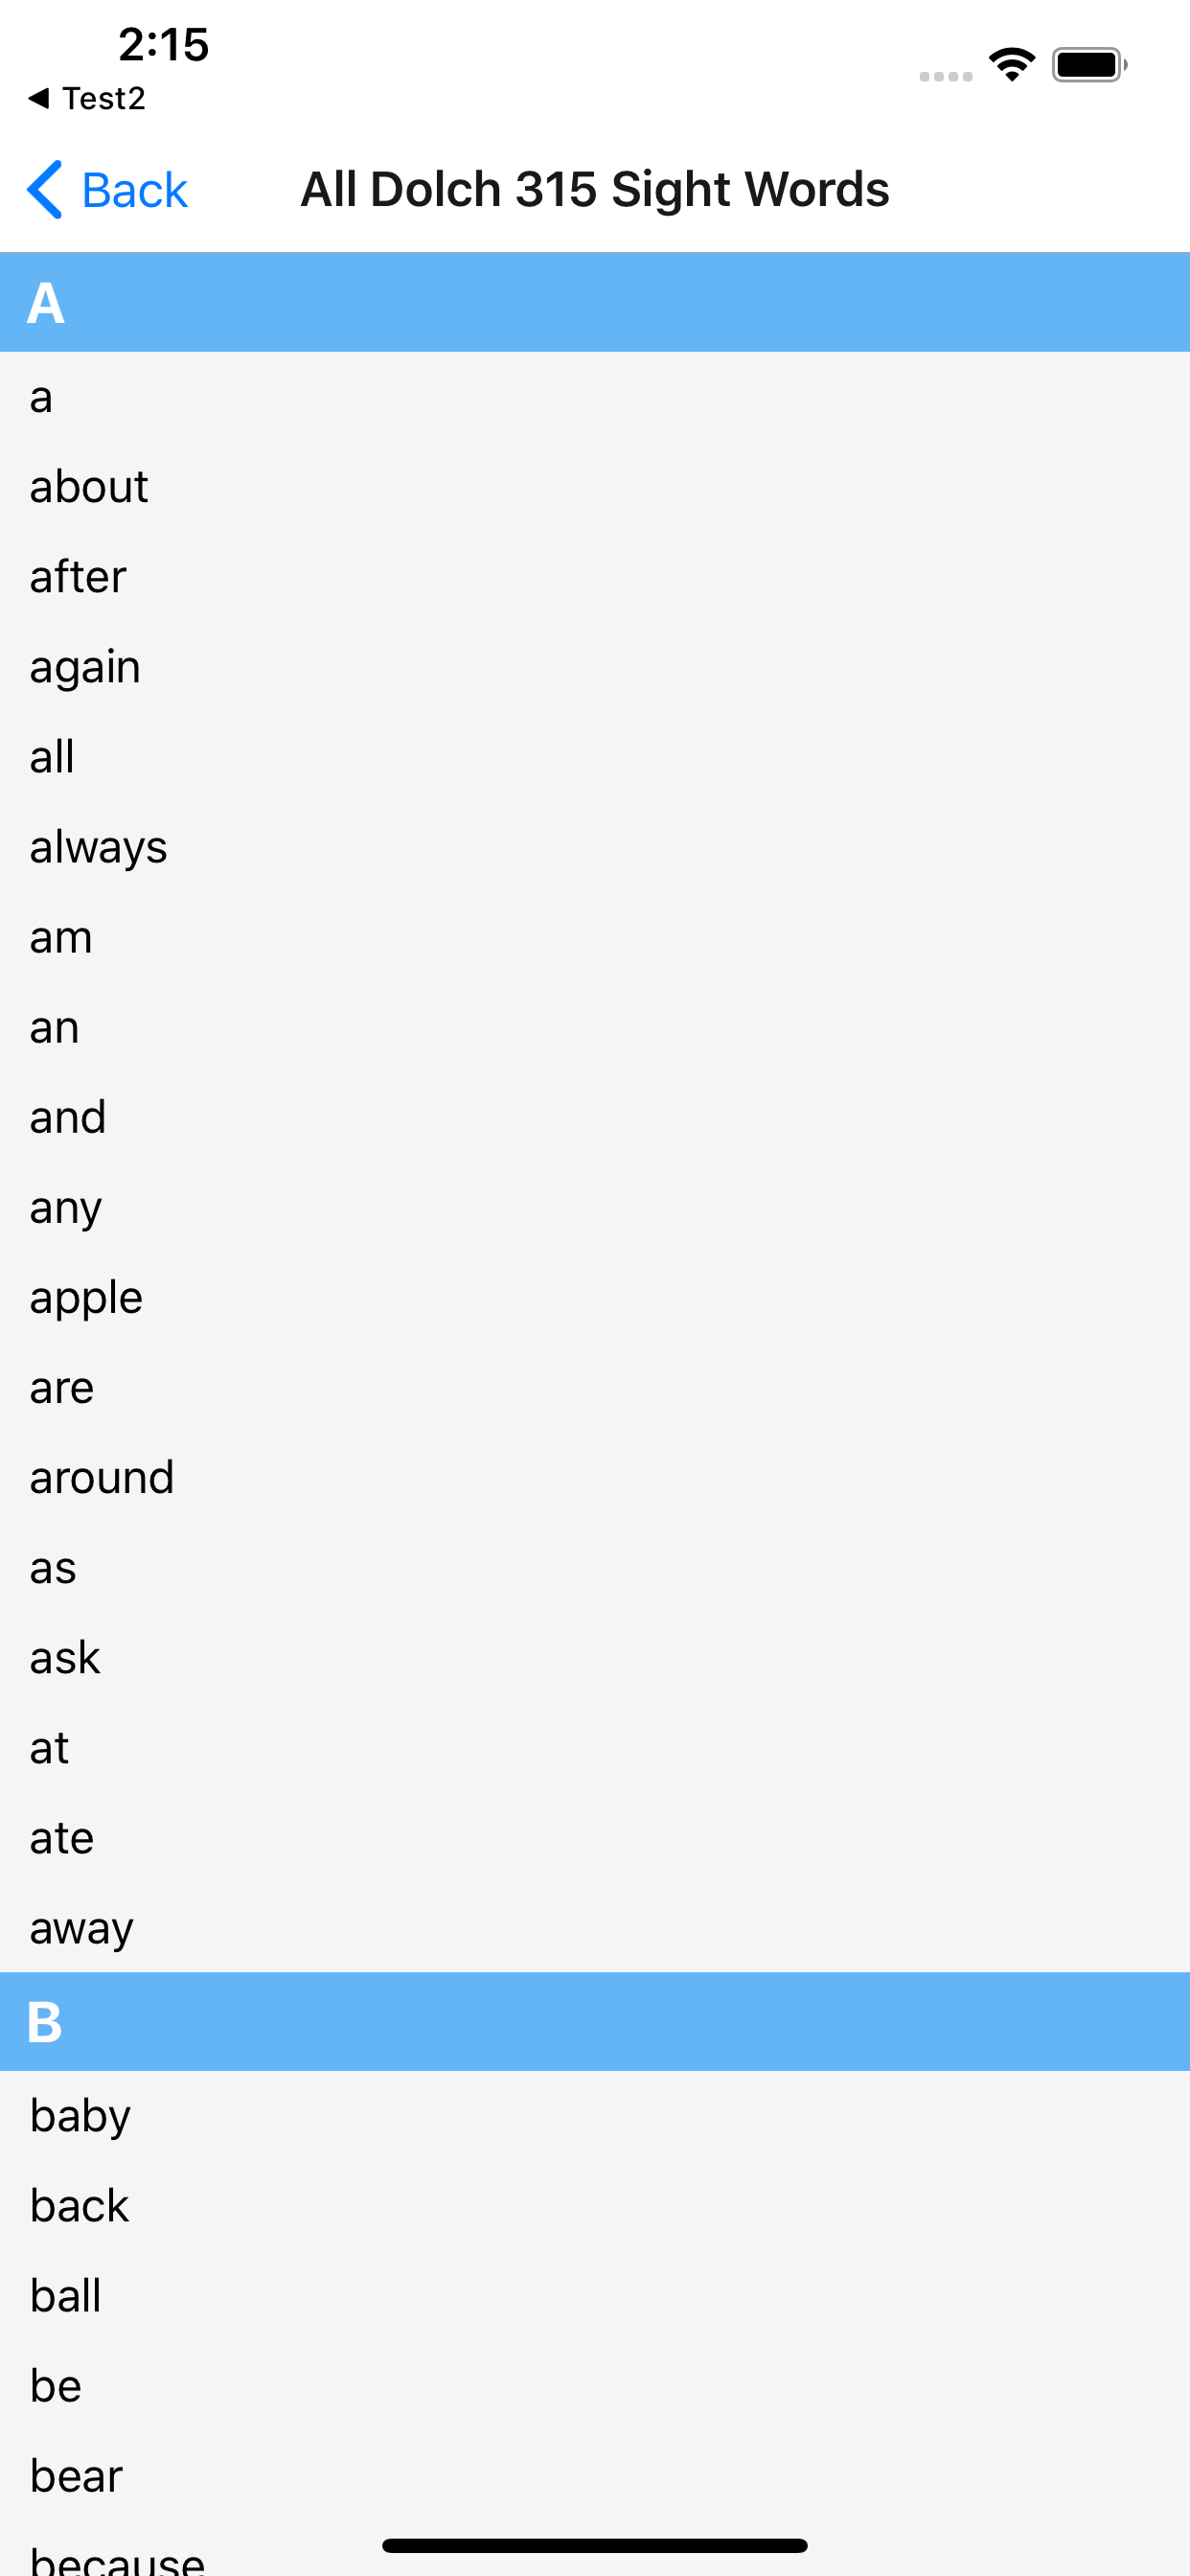 2:15
◀ Test2
Back All Dolch 315 Sight Words
A
a
about
after
again
all
always
am
an
and
any
apple
are
around
as
ask
at
ate
away
B
baby
back
ball
be
bear
because